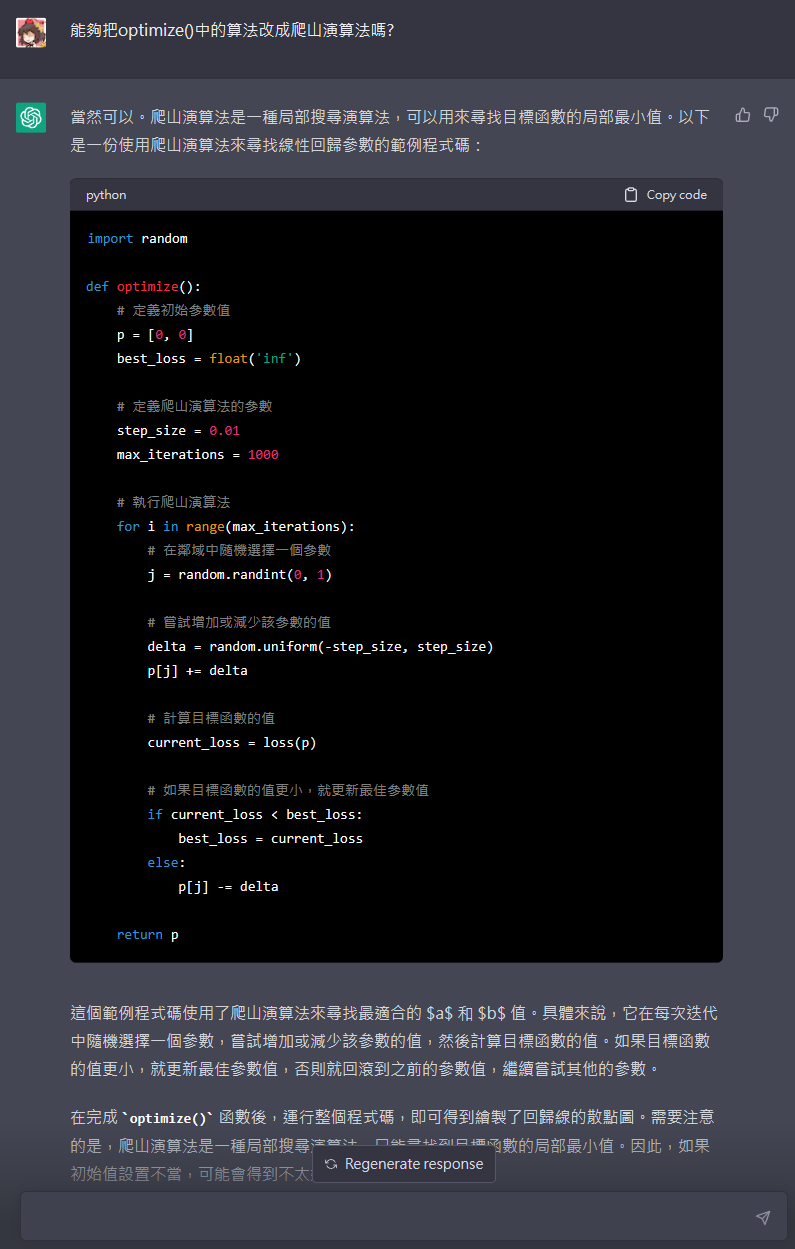 能夠把optimize()中的算法改成爬山演算法嗎?
當然可以。爬山演算法是一種局部搜尋演算法，可以用來尋找目標函數的局部最小值。以下
是一份使用爬山演算法來尋找線性回歸參數的範例程式碼：
python
Copy code
import random
def optimize():
    # 定義初始參數值
    p = [0, 0]
    best_loss = float('inf')
    # 定義爬山演算法的參數
    step_size = 0.01
    max_iterations = 1000
    # 執行爬山演算法
    for i in range(max_iterations):
        # 在鄰域中隨機選擇一個參數
        j = random.randint(0, 1)
        # 嘗試增加或減少該參數的值
        delta = random.uniform(-step_size, step_size)
        p[j] += delta
        # 計算目標函數的值
        current_loss = loss(p)
        # 如果目標函數的值更小，就更新最佳參數值
        if current_loss < best_loss:
            best_loss = current_loss
        else:
            p[j] -= delta
    return p
這個範例程式碼使用了爬山演算法來尋找最適合的 $a$ 和 $b$ 值。具體來說，它在每次迭代
中隨機選擇一個參數，嘗試增加或減少該參數的值，然後計算目標函數的值。如果目標函數
的值更小，就更新最佳參數值，否則就回滾到之前的參數值，繼續嘗試其他的參數。
在完成 `optimize()` 函數後，運行整個程式碼，即可得到繪製了回歸線的散點圖。需要注意
的是，爬山演算法是一種局部搜尋演算法，只能尋找到目標函數的局部最小值。因此，如果
初始值設置不當，可能會得到不太
Regenerate response